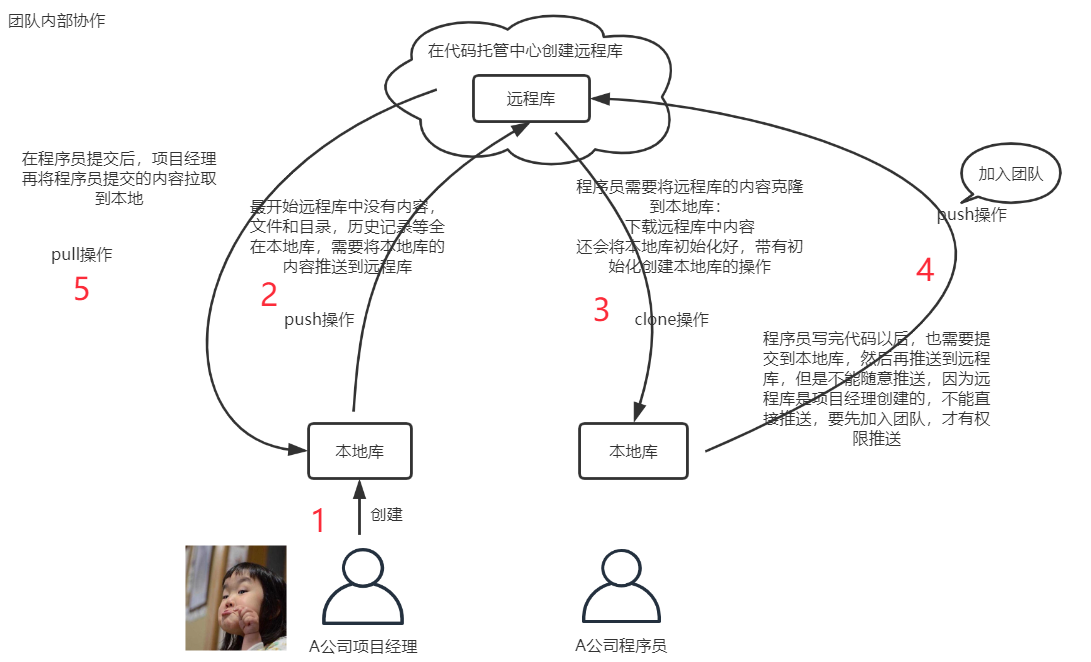 团队内部协作
在代码托管中心创建远程库
远程库
在程序员提交后，项目经理
再将程序员提交的内容拉取
到本地
pull操作
5
最开始远程库中没有内容，
文件和目录，历史记录等全
在本地库，需要将本地库的
内容推送到远程库
2
push操作
程序员需要将远程库的内容克隆
到本地库：
下载远程库中内容
还会将本地库初始化好，带有初
始化创建本地库的操作
3
clone操作
加入团队
push操作
4
程序员写完代码以后，也需要提
交到本地库，然后再推送到远程
库，但是不能随意推送，因为远
程库是项目经理创建的，不能直
接推送，要先加入团队，才有权
限推送
本地库
本地库
1
创建
A公司项目经理
A公司程序员